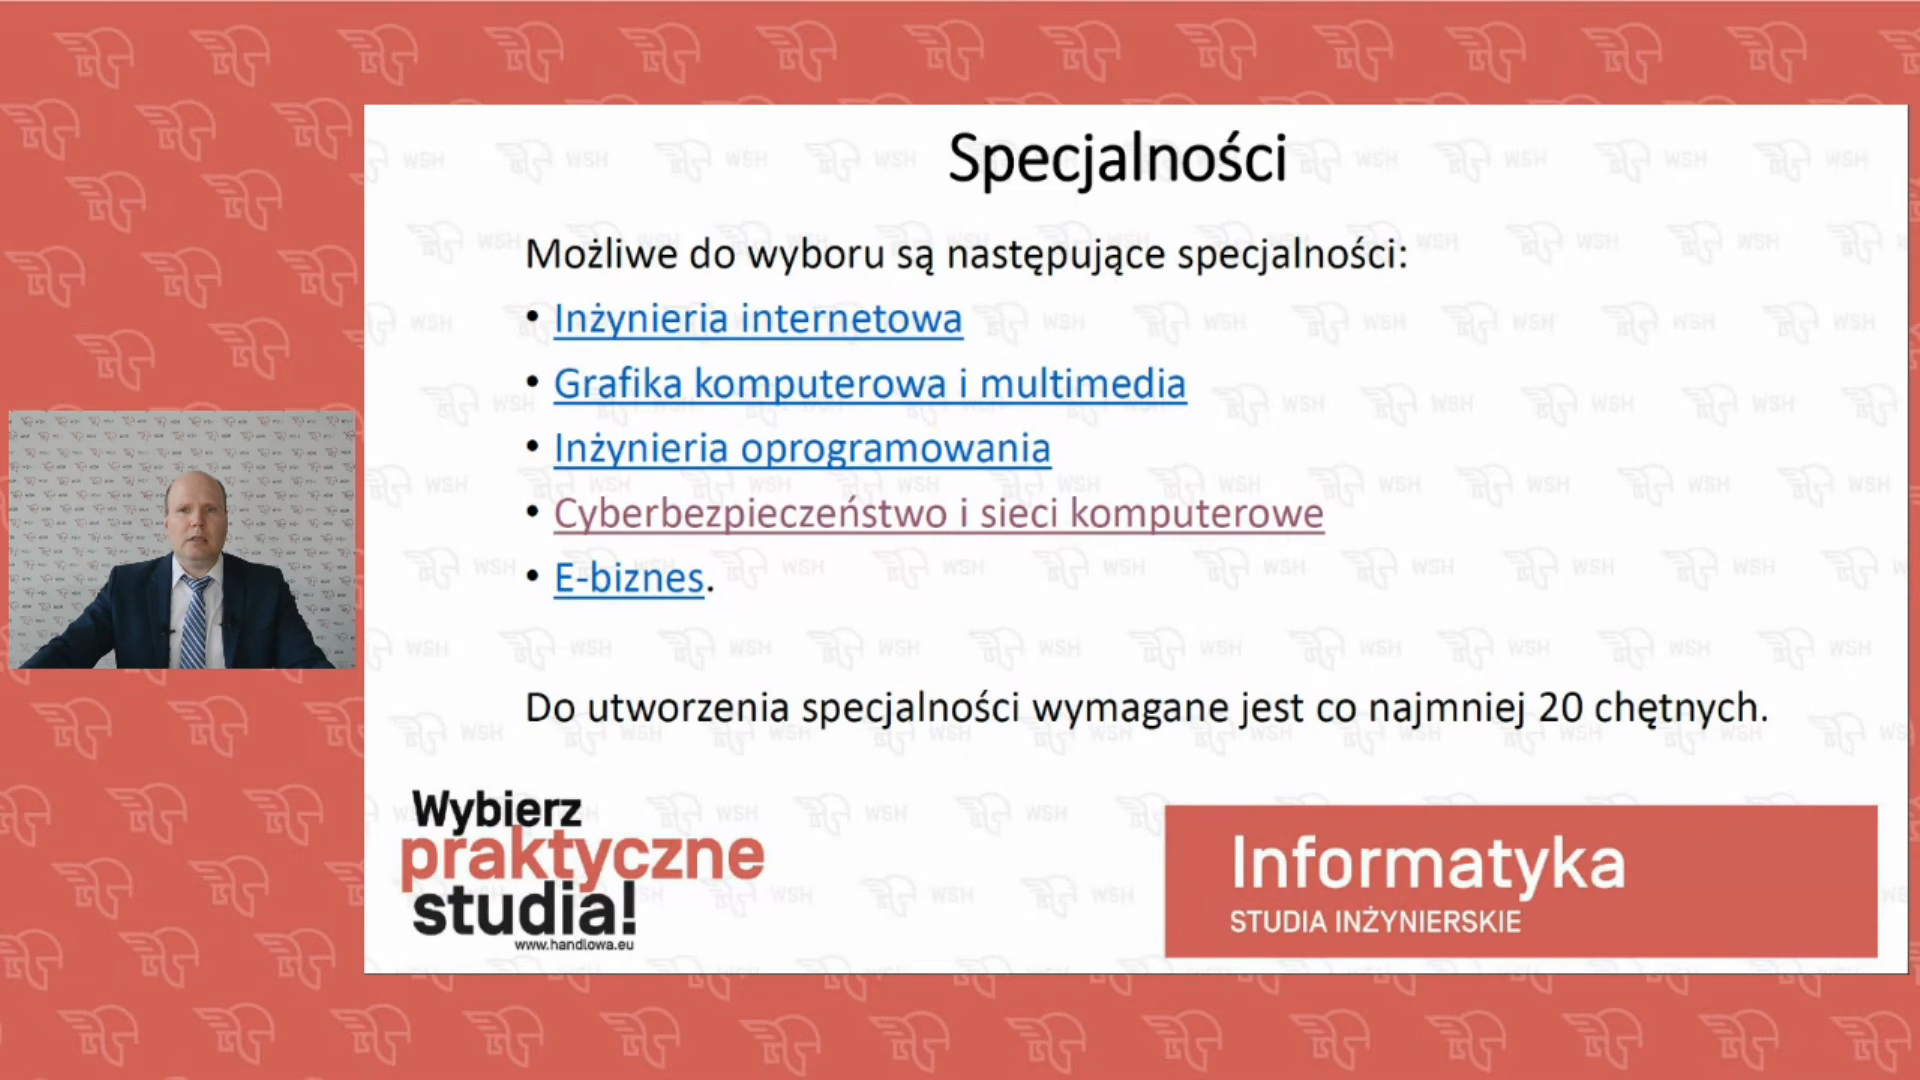 Specjalności
Możliwe do wyboru są następujące specjalności:
• Inżynieria internetowa
• Grafika komputerowa i multimedia
• Inżynieria oprogramowania
• Cyberbezpieczeństwo i sieci komputerowe
• E-biznes.
Do utworzenia specjalności wymagane jest co najmniej 20 chętnych.
Wybierz
praktyczne
studia!
www.handlowa.eu
Informatyka
STUDIA INŻYNIERSKIE
WSH